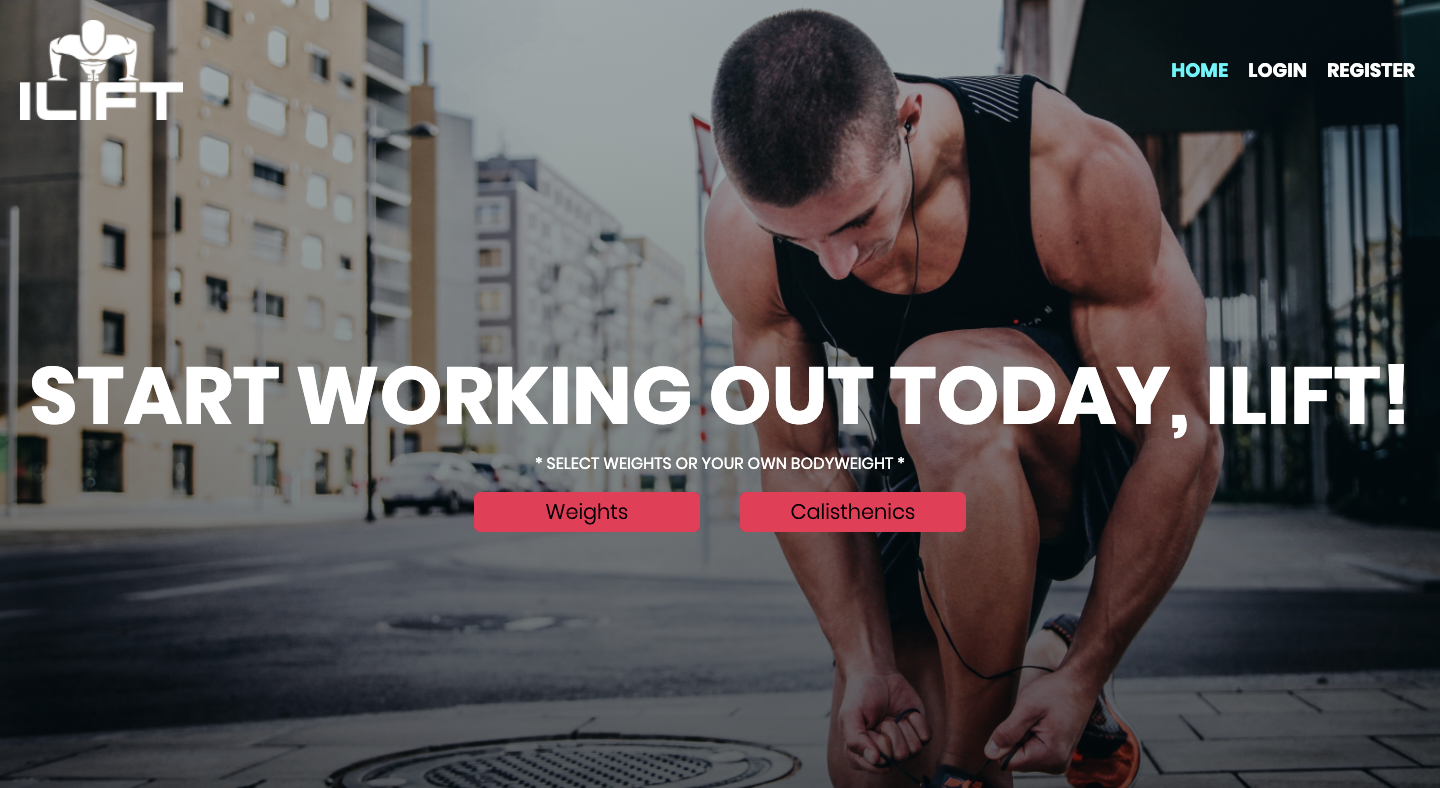 ILIFT
HOME LOGIN REGISTER
START WORKING OUT TODAY, ILIFT!
* SELECT WEIGHTS OR YOUR OWN BODYWEIGHT *
Weights Calisthenics